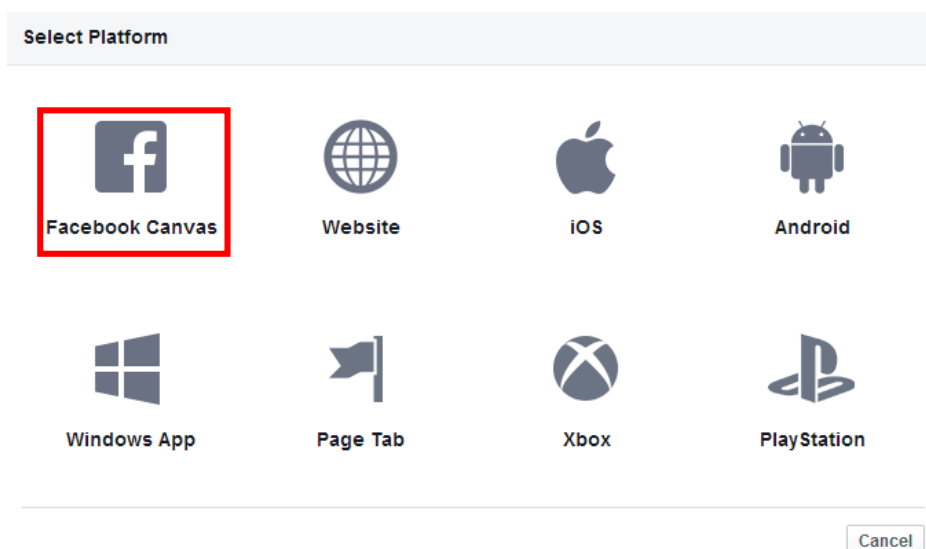 Select Platform
Facebook Canvas
Website
iOS
Android
Windows App
Page Tab
Xbox
PlayStation
Cancel